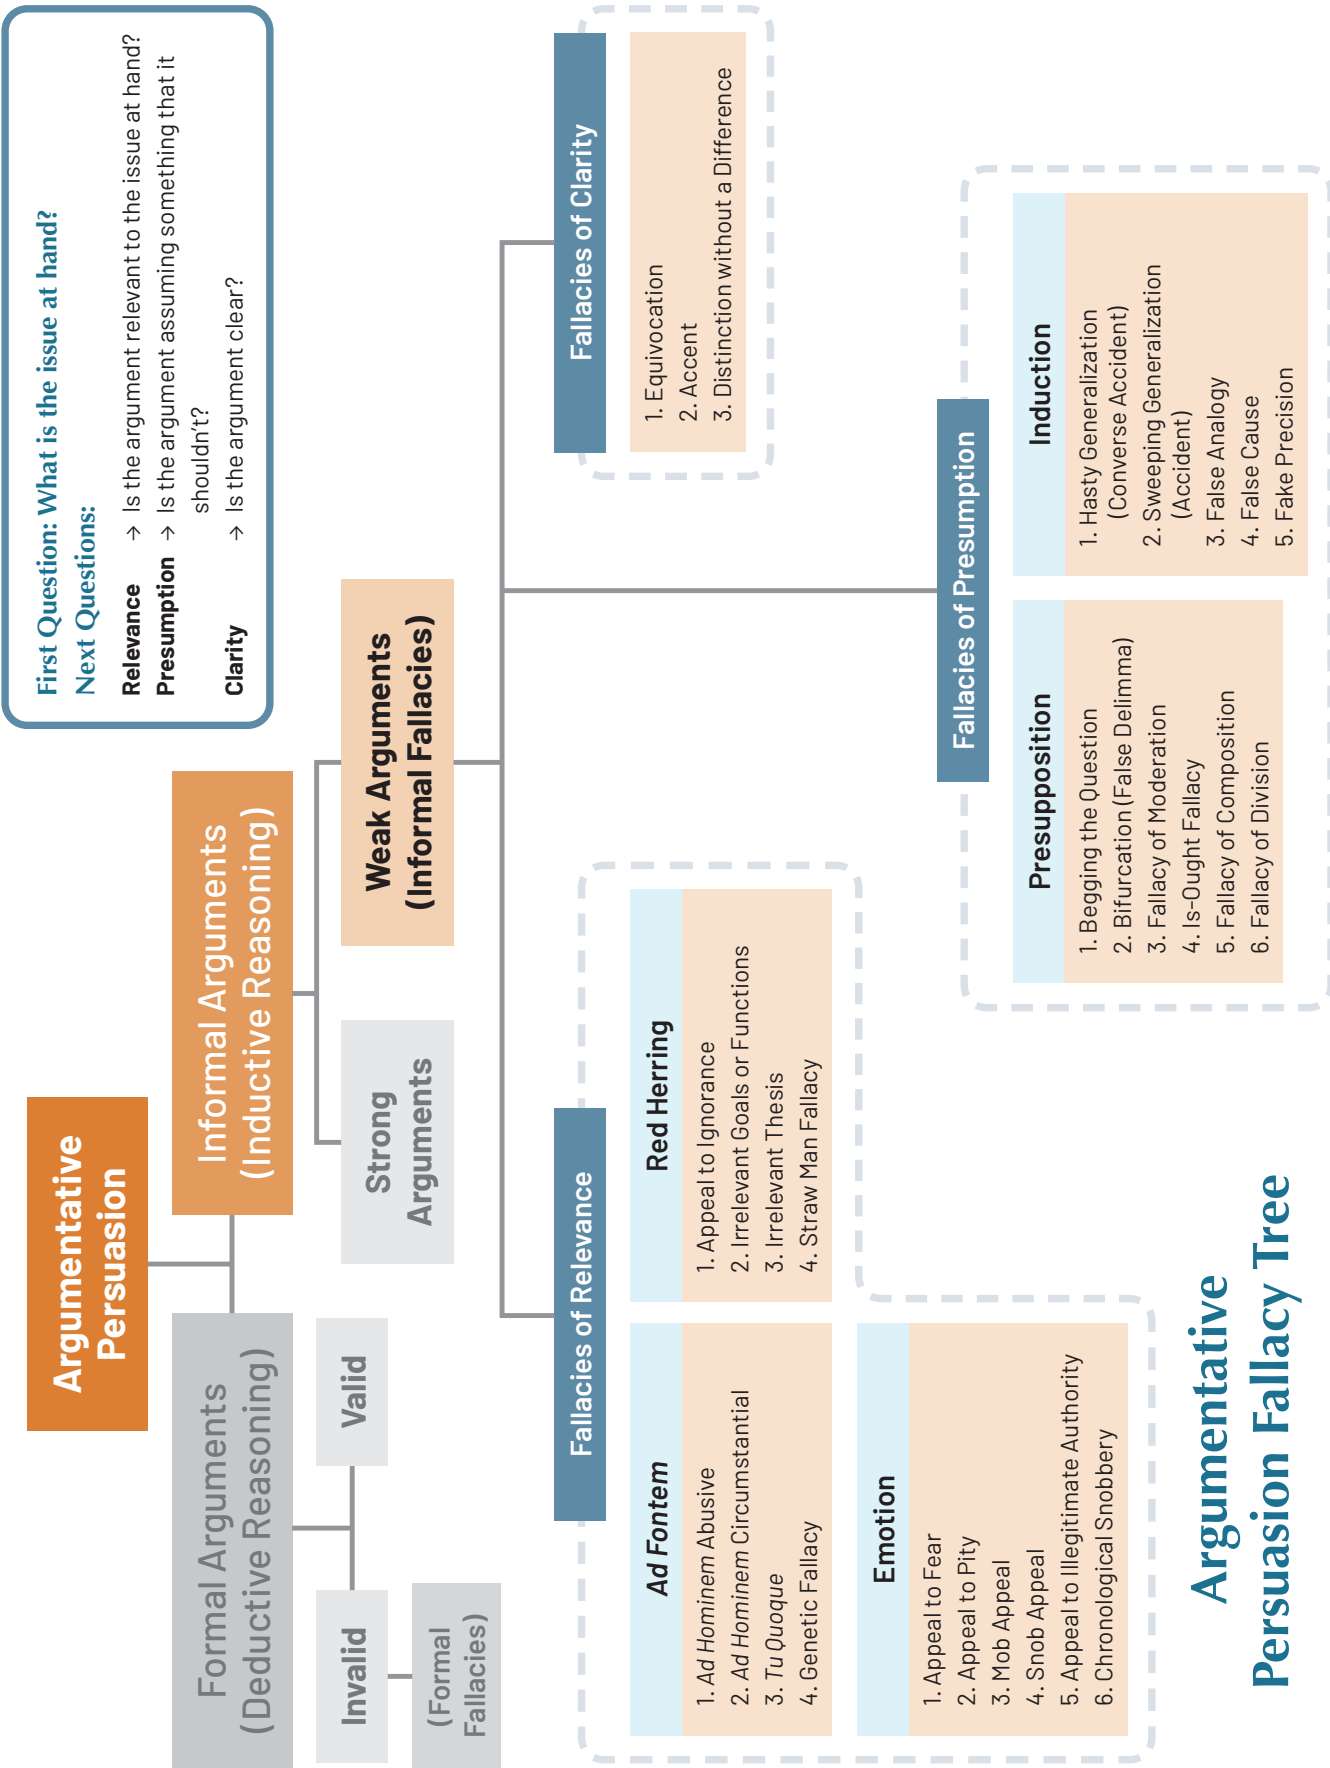 Argumentative
Persuasion Fallacy Tree
First Question: What is the issue at hand?
Next Questions:
Relevance → Is the argument relevant to the issue at hand?
Presumption → Is the argument assuming something that it
shouldn't?
Clarity → Is the argument clear?
Argumentative
Persuasion
Formal Arguments
(Deductive Reasoning)
Informal Arguments
(Inductive Reasoning)
Invalid
Valid
(Formal
Fallacies)
Strong
Arguments
Weak Arguments
(Informal Fallacies)
Fallacies of Relevance
Ad Fontem
1. Ad Hominem Abusive
2. Ad Hominem Circumstantial
3. Tu Quoque
4. Genetic Fallacy
Red Herring
1. Appeal to Ignorance
2. Irrelevant Goals or Functions
3. Irrelevant Thesis
4. Straw Man Fallacy
Emotion
1. Appeal to Fear
2. Appeal to Pity
3. Mob Appeal
4. Snob Appeal
5. Appeal to Illegitimate Authority
6. Chronological Snobbery
Fallacies of Clarity
1. Equivocation
2. Accent
3. Distinction without a Difference
Fallacies of Presumption
Presupposition
1. Begging the Question
2. Bifurcation (False Delimma)
3. Fallacy of Moderation
4. Is-Ought Fallacy
5. Fallacy of Composition
6. Fallacy of Division
Induction
1. Hasty Generalization
(Converse Accident)
2. Sweeping Generalization
(Accident)
3. False Analogy
4. False Cause
5. Fake Precision